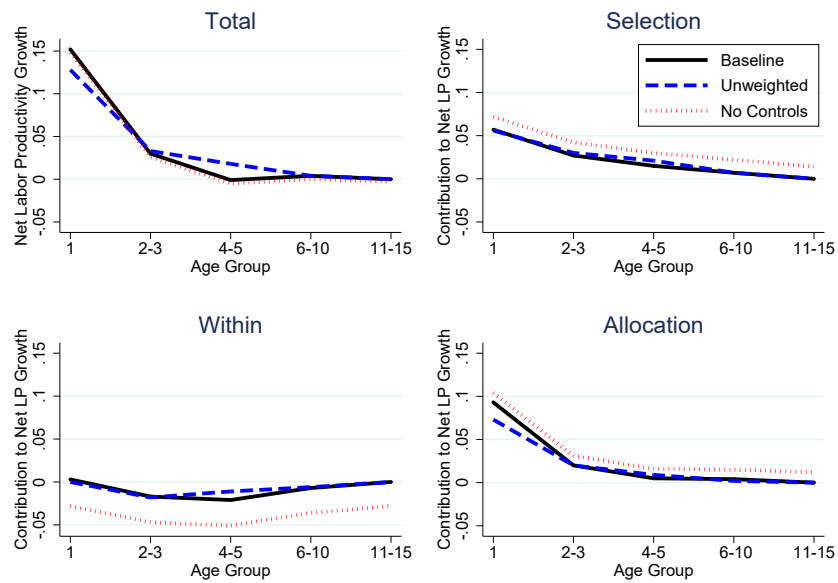 Total
Net Labor Productivity Growth
.15
.1
.05
0
-.05
1
2-3
4-5
6-10
11-15
Age Group
Selection
Contribution to Net LP Growth
.15
.1
.05
0
-.05
1
2-3
4-5
6-10
11-15
Age Group
Baseline
Unweighted
No Controls
Within
Contribution to Net LP Growth
.15
.1
.05
0
-.05
1
2-3
4-5
6-10
11-15
Age Group
Allocation
Contribution to Net LP Growth
.15
.1
.05
0
-.05
1
2-3
4-5
6-10
11-15
Age Group